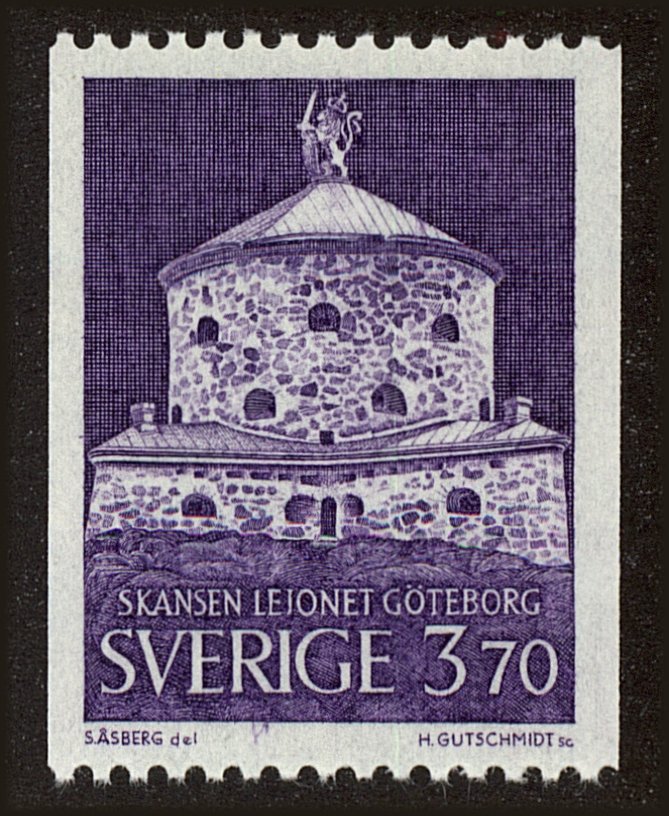 SKANSEN LEJONET GÖTEBORG
SVERIGE 3 70
S.ÅSBERG del H.GUTSCHMIDT sc